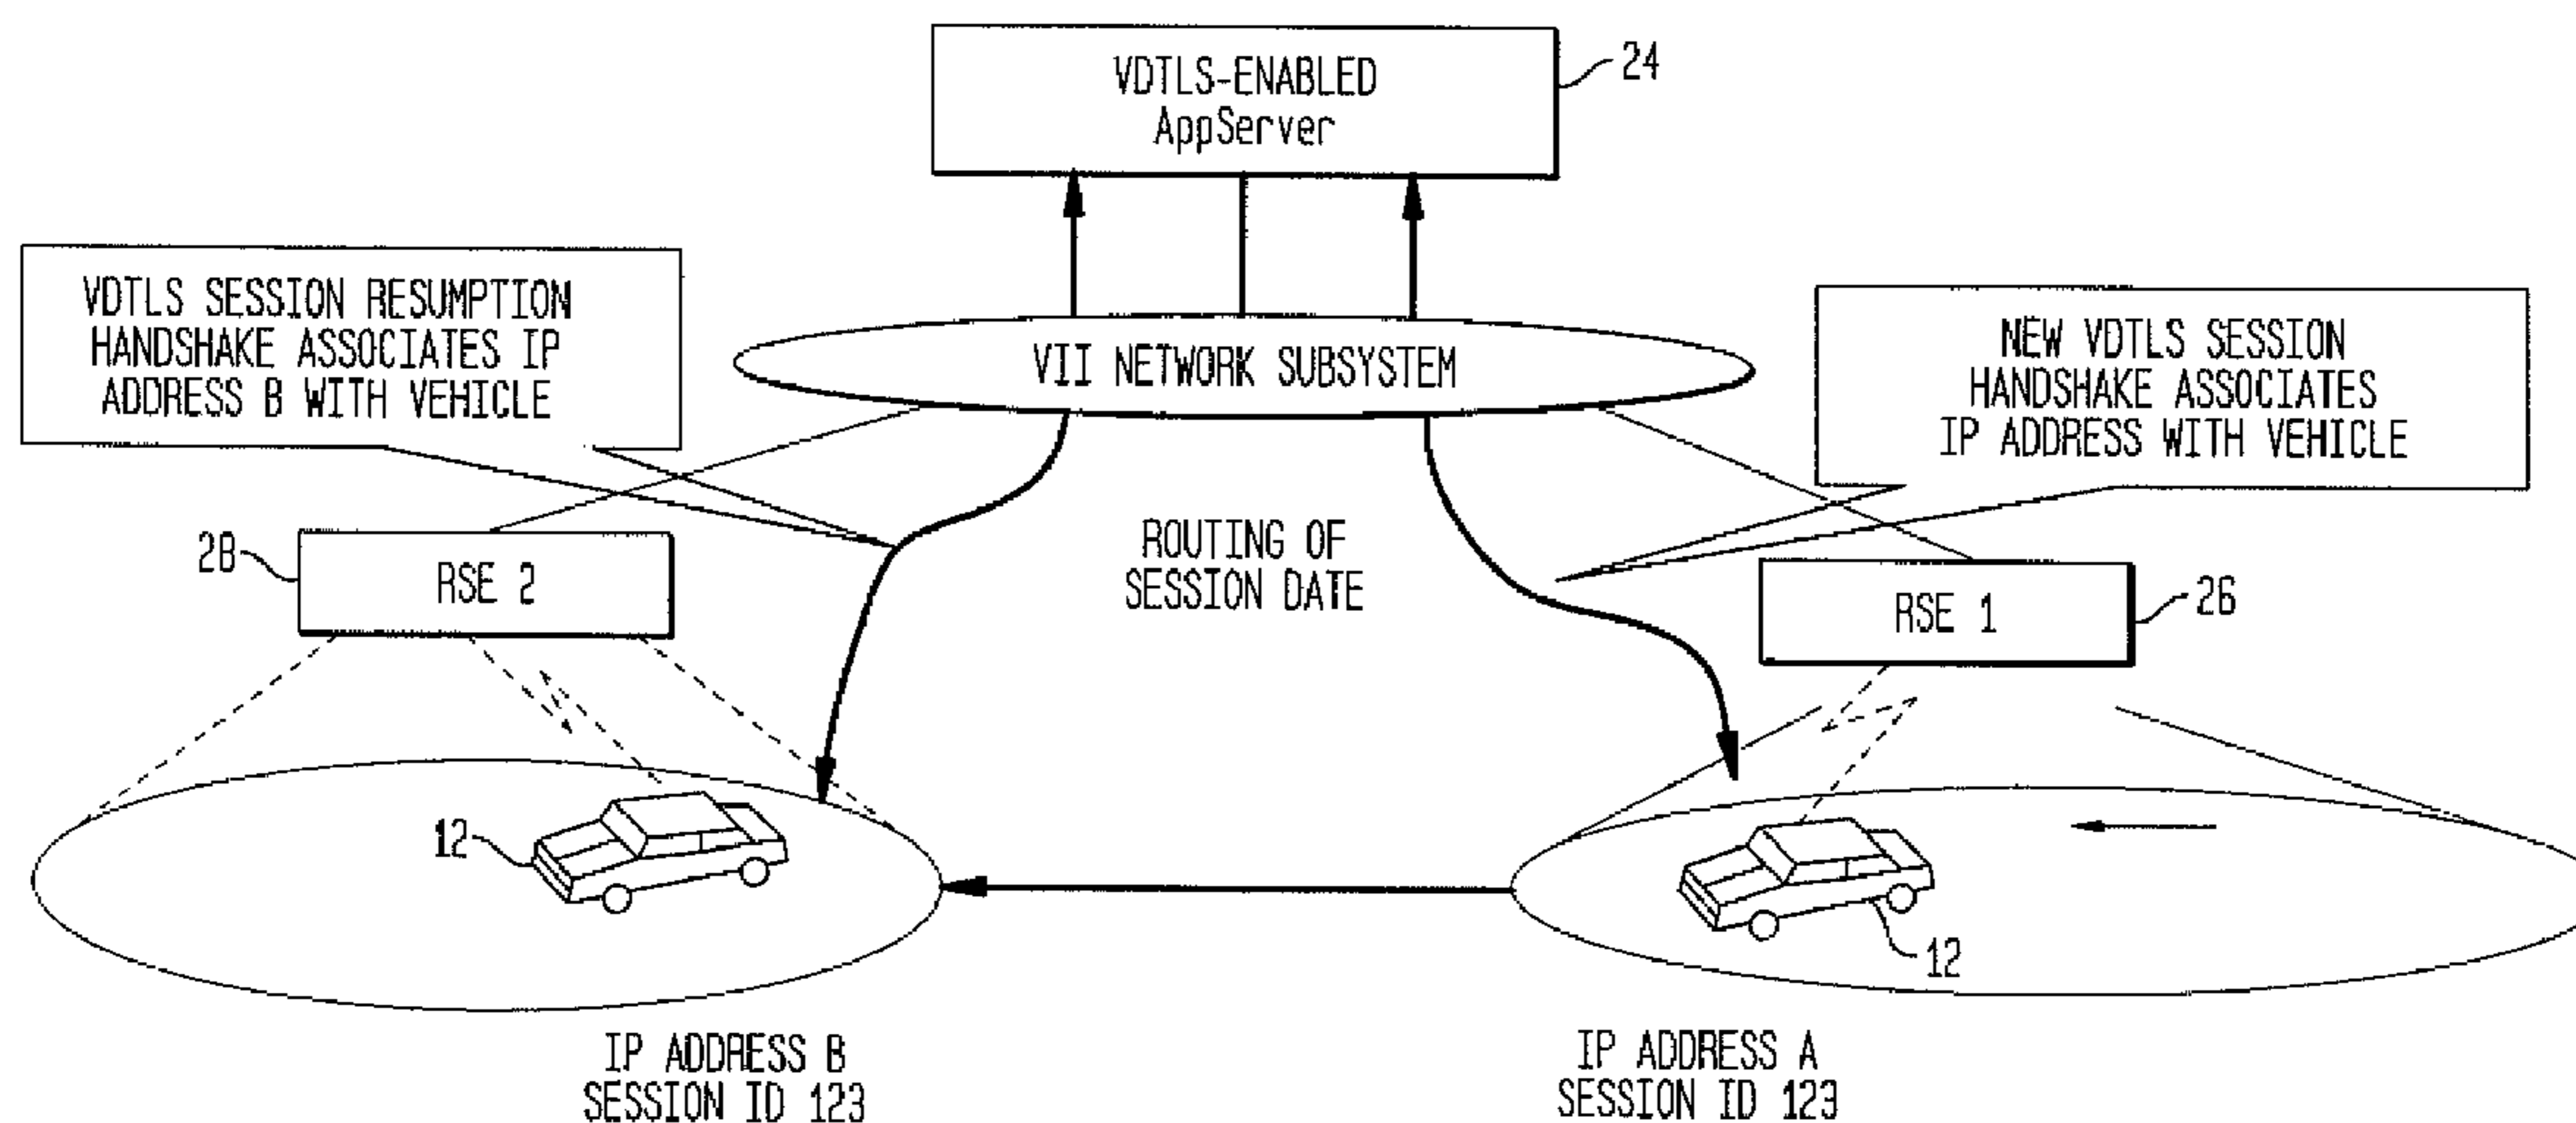 VDTLS-ENABLED
AppServer
24
VDTLS SESSION RESUMPTION
HANDSHAKE ASSOCIATES IP
ADDRESS B WITH VEHICLE
VII NETWORK SUBSYSTEM
NEW VDTLS SESSION
HANDSHAKE ASSOCIATES
IP ADDRESS WITH VEHICLE
28
RSE 2
ROUTING OF
SESSION DATE
RSE 1
26
12
12
IP ADDRESS B
SESSION ID 123
IP ADDRESS A
SESSION ID 123